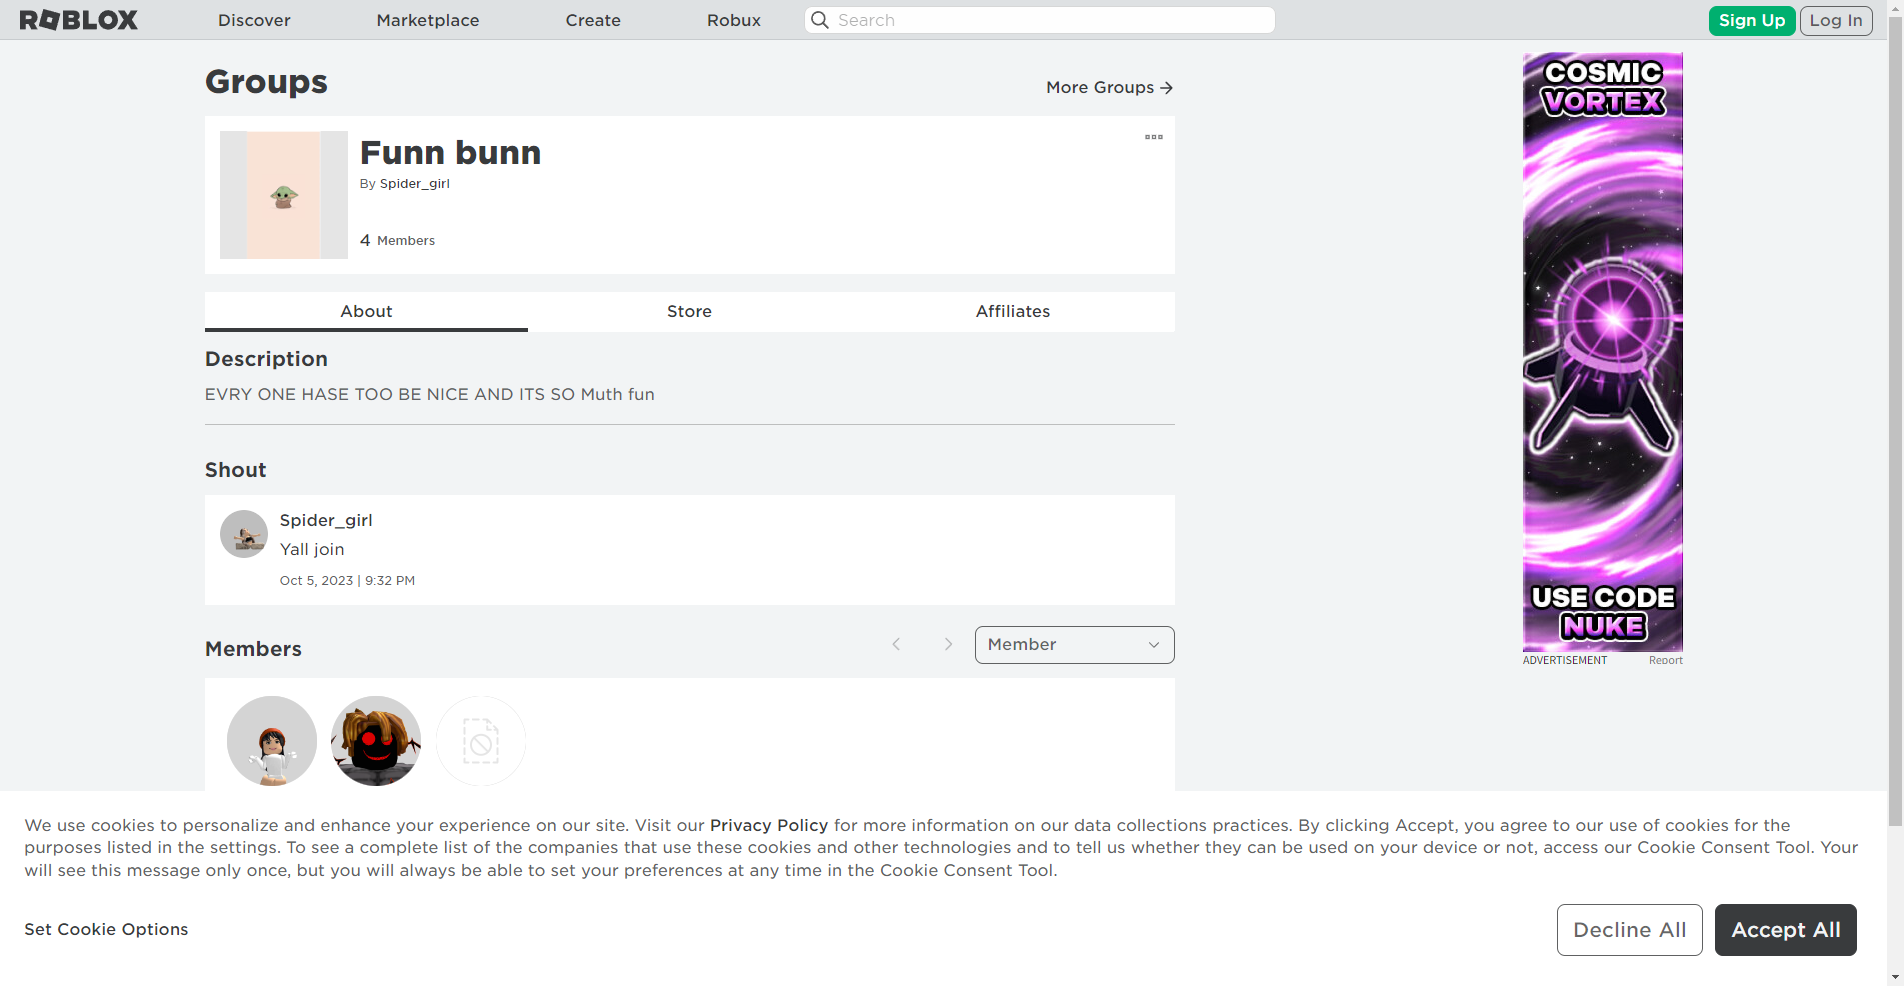 ROBLOX
Discover
Marketplace
Create
Robux
Search
Sign Up
Log In
Groups
More Groups
Funn bunn
By Spider_girl
4 Members
About
Store
Affiliates
Description
EVRY ONE HASE TOO BE NICE AND ITS SO Muth fun
Shout
Spider_girl
Yall join
Oct 5, 2023 | 9:32 PM
Members
Member
COSMIC
VORTEX
USE CODE
NUKE
ADVERTISEMENT
Report
We use cookies to personalize and enhance your experience on our site. Visit our Privacy Policy for more information on our data collections practices. By clicking Accept, you agree to our use of cookies for the
purposes listed in the settings. To see a complete list of the companies that use these cookies and other technologies and to tell us whether they can be used on your device or not, access our Cookie Consent Tool. Your
will see this message only once, but you will always be able to set your preferences at any time in the Cookie Consent Tool.
Set Cookie Options
Decline All
Accept All